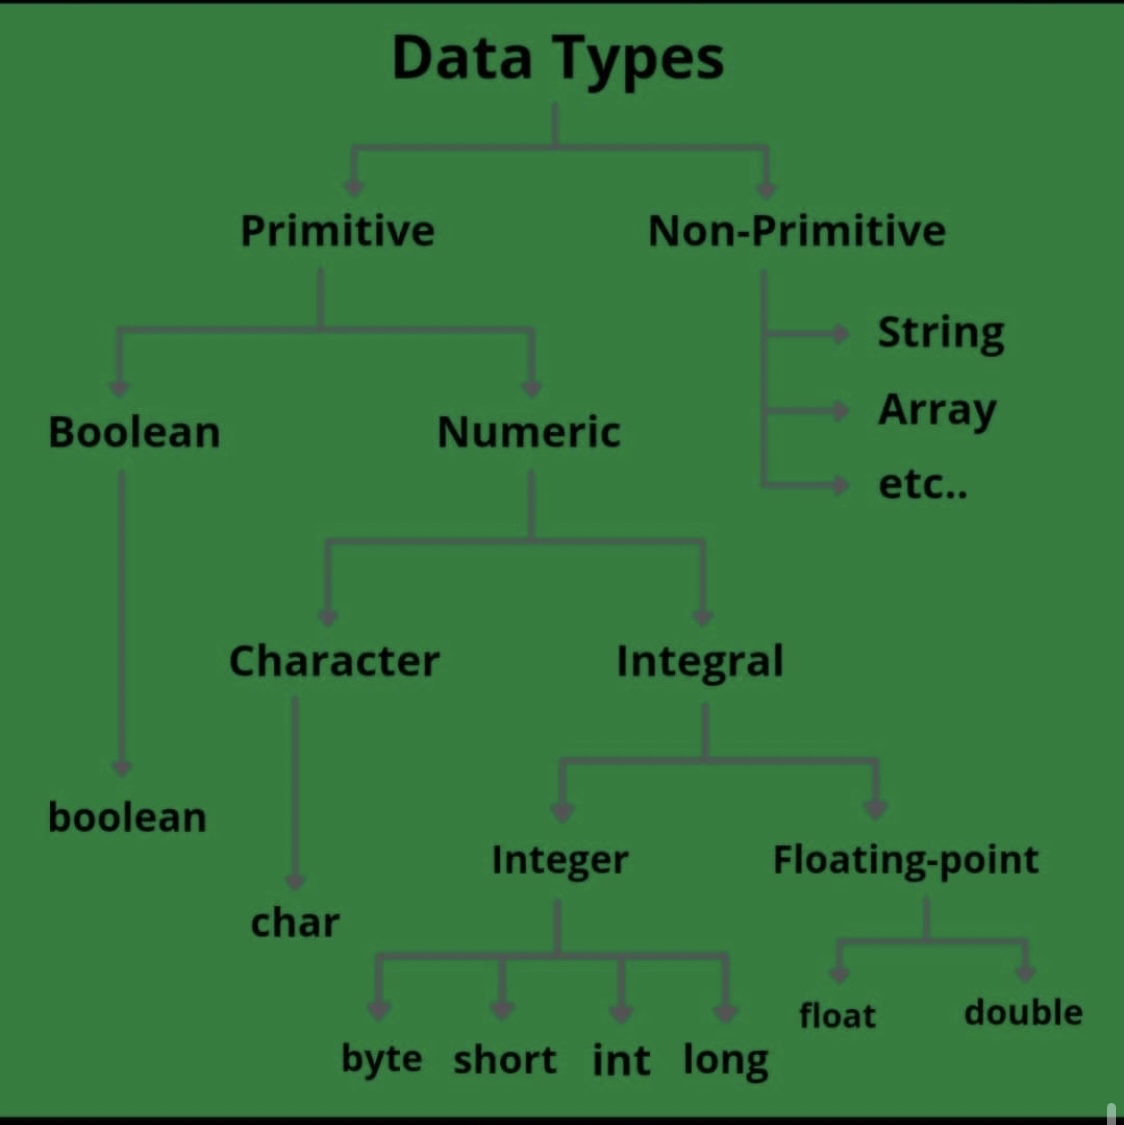 Data Types
Primitive
Non-Primitive
String
Array
etc..
Boolean
Numeric
Character
Integral
boolean
char
Integer
Floating-point
byte
short
int
long
float
double